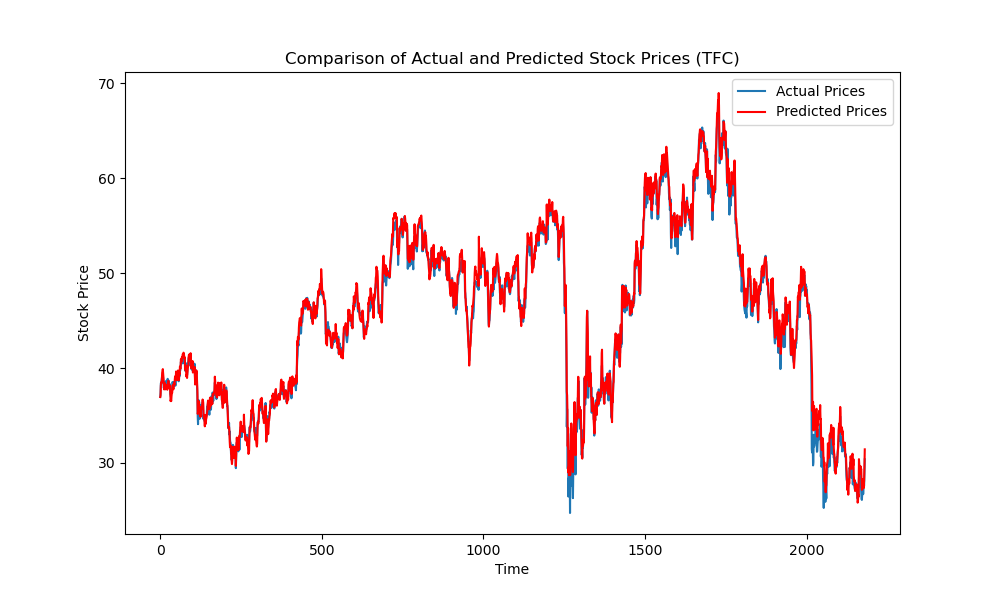 Comparison of Actual and Predicted Stock Prices (TFC)
Actual Prices
Predicted Prices
70
60
50
40
30
Stock Price
0 500 1000 1500 2000
Time